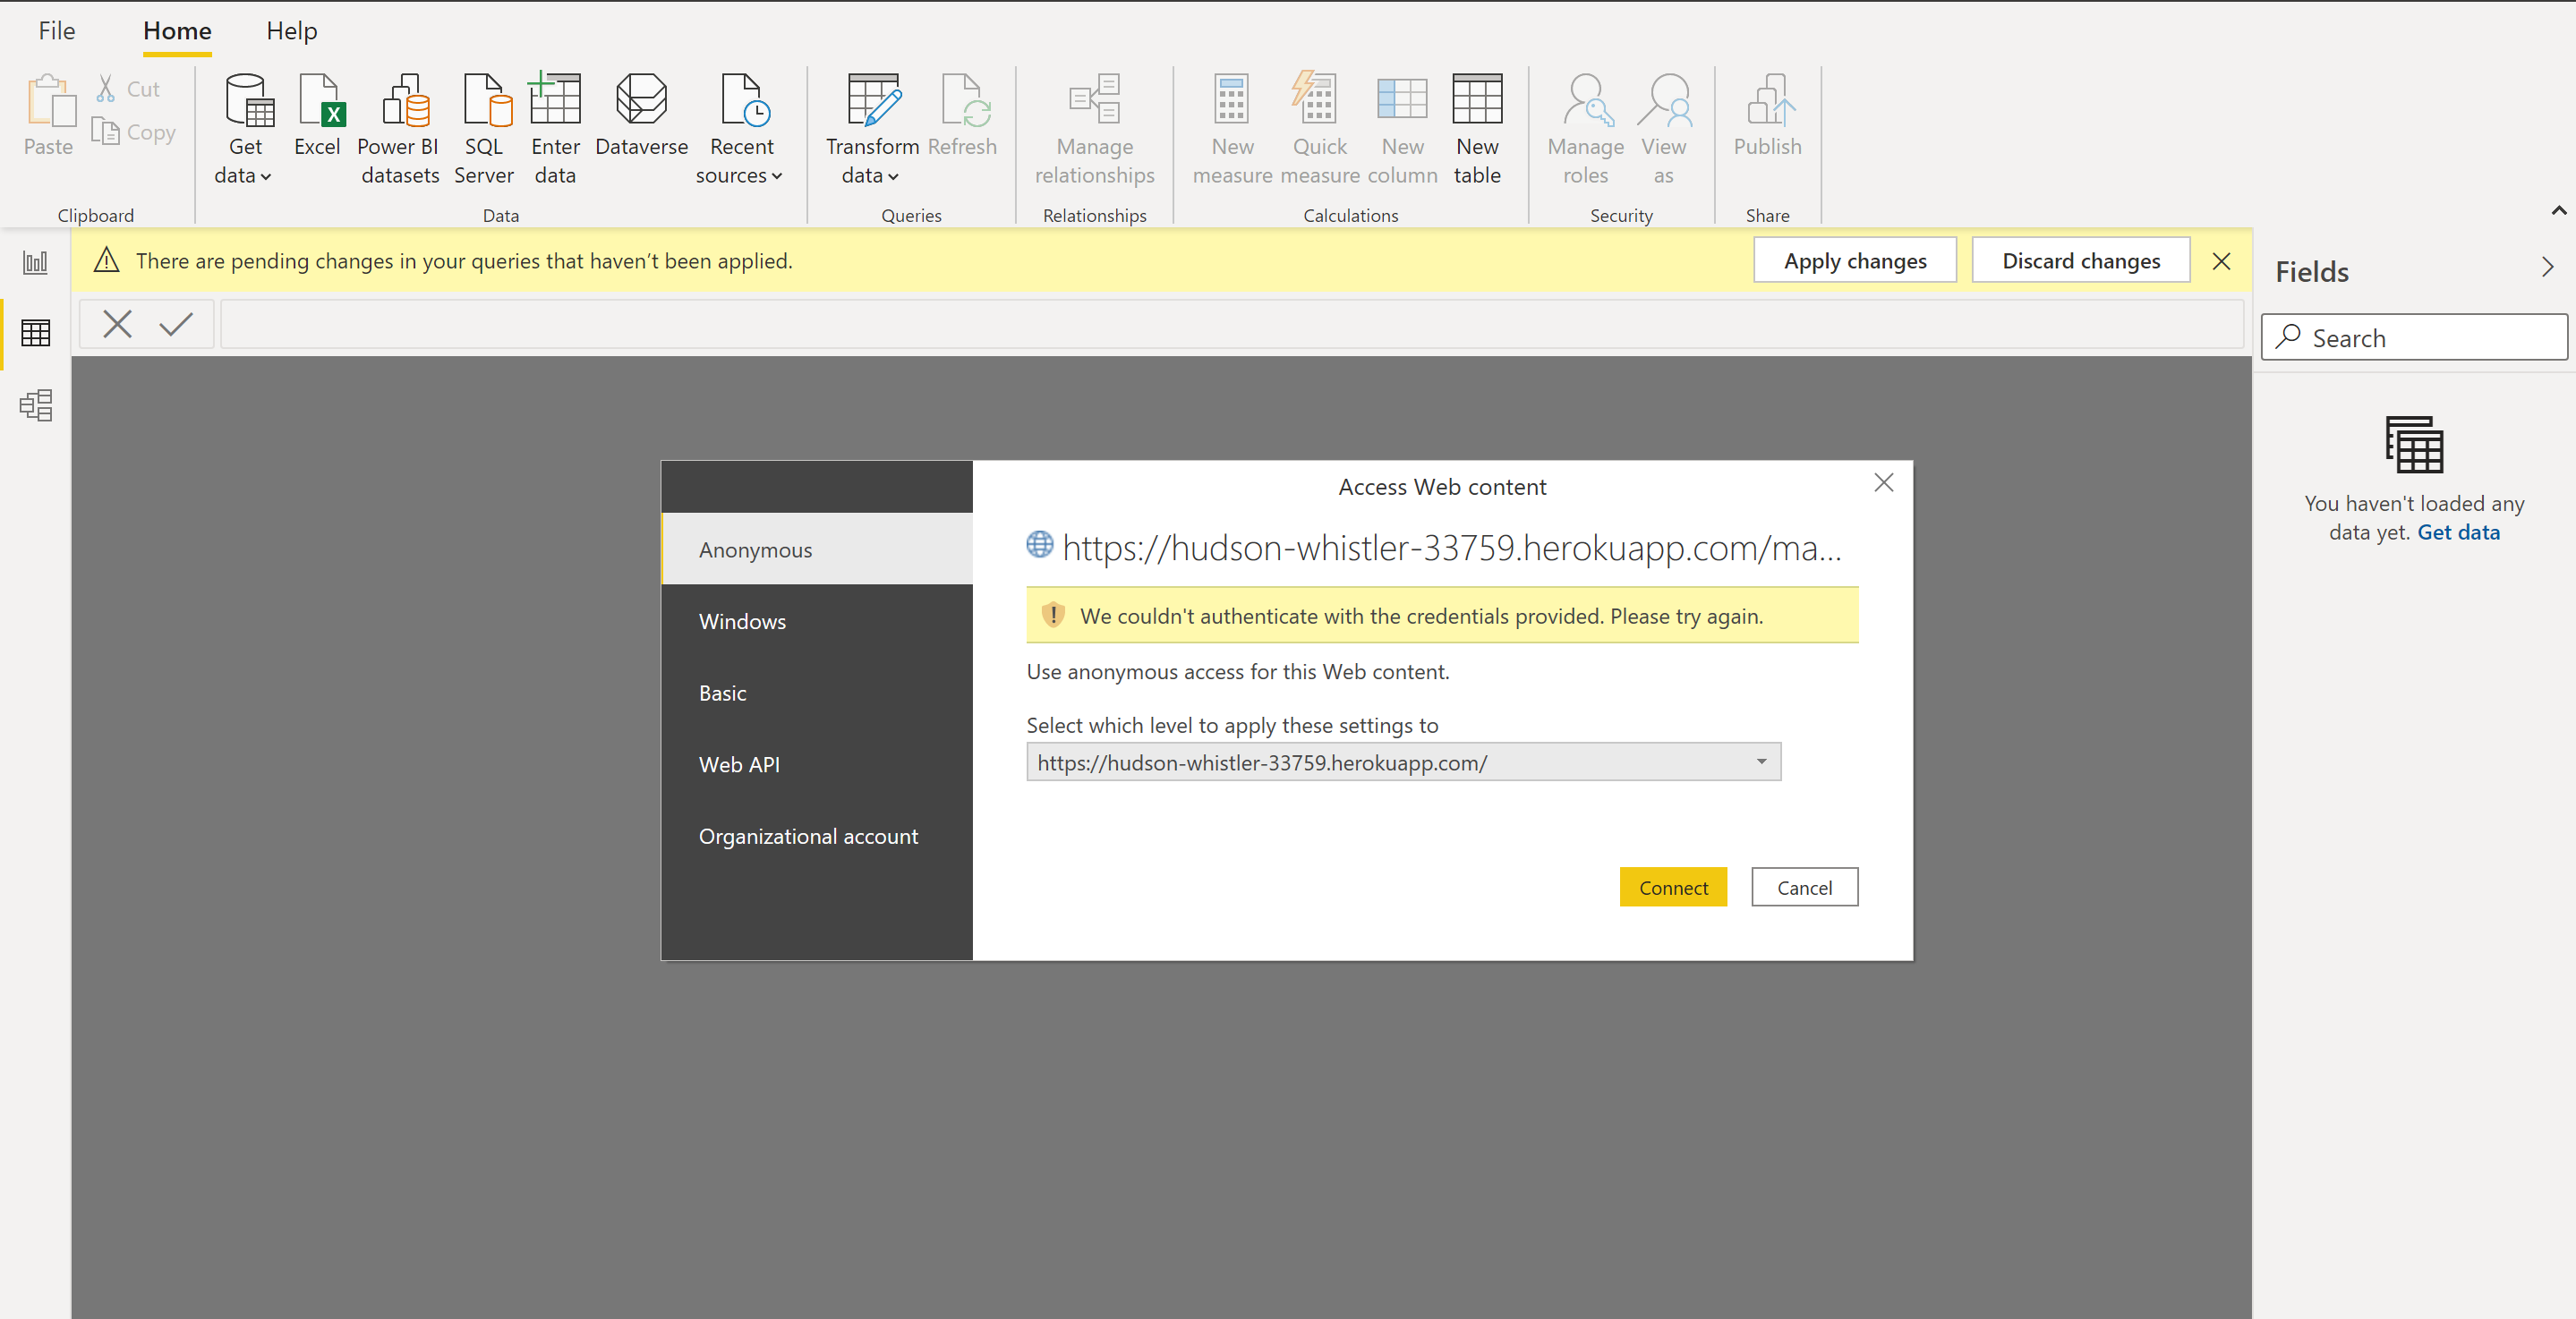 File Home Help
Paste
Cut
Copy
Get data
Excel
Power BI datasets
SQL Server
Enter data
Dataverse
Recent sources
Transform data
Refresh
Manage relationships
New measure
Quick measure
New column
New table
Manage roles
View as
Publish
Clipboard Data Queries Relationships Calculations Security Share
There are pending changes in your queries that haven't been applied.
Apply changes
Discard changes
Fields
Search
You haven't loaded any
data yet. Get data
Access Web content
Anonymous
Windows
Basic
Web API
Organizational account
https://hudson-whistler-33759.herokuapp.com/ma...
We couldn't authenticate with the credentials provided. Please try again.
Use anonymous access for this Web content.
Select which level to apply these settings to
https://hudson-whistler-33759.herokuapp.com/
Connect
Cancel